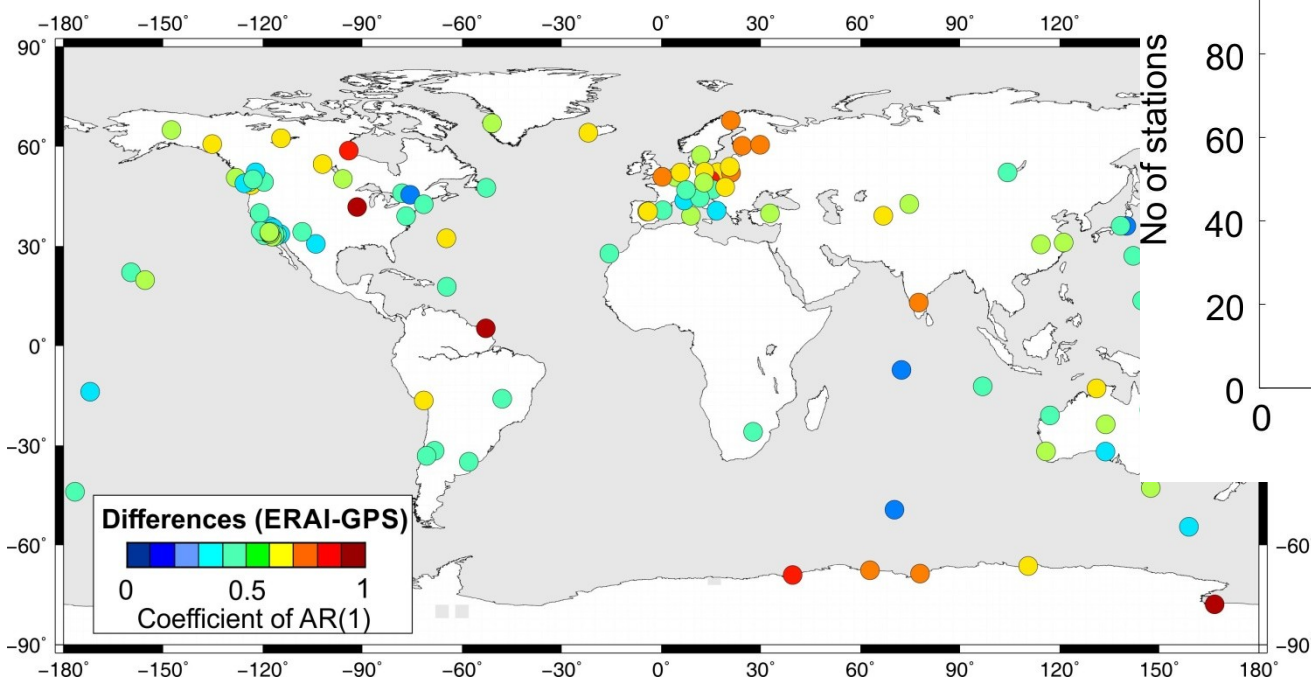 −180˚ −150˚ −120˚ −90˚ −60˚ −30˚ 0˚ 30˚ 60˚ 90˚ 120˚
90˚
60˚
30˚
0˚
−30˚
−60˚
−90˚
No of stations
80
60
40
20
0
0
Differences (ERAI-GPS)
0 0.5 1
Coefficient of AR(1)
−60
−90
−180˚ −150˚ −120˚ −90˚ −60˚ −30˚ 0˚ 30˚ 60˚ 90˚ 120˚ 150˚ 180˚